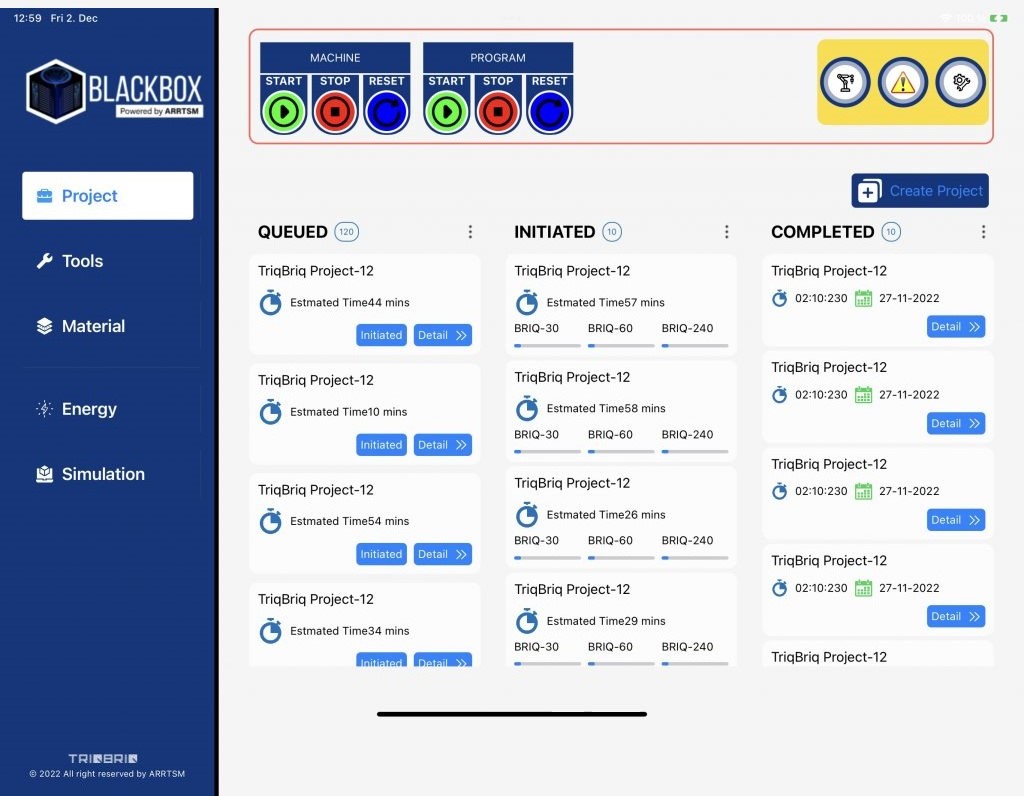 12:59 Fri 2. Dec
100 %
BLACKBOX
Powered by ARRTSM
Project
Tools
Material
Energy
Simulation
TRIQBRIQ
© 2022 All right reserved by ARRTSM
MACHINE
START STOP RESET
PROGRAM
START STOP RESET
Create Project
QUEUED 120
TriqBriq Project-12
Estmated Time44 mins
Initiated Detail
TriqBriq Project-12
Estmated Time10 mins
Initiated Detail
TriqBriq Project-12
Estmated Time54 mins
Initiated Detail
TriqBriq Project-12
Estmated Time34 mins
Initiated Detail
INITIATED 10
TriqBriq Project-12
Estmated Time57 mins
BRIQ-30 BRIQ-60 BRIQ-240
TriqBriq Project-12
Estmated Time58 mins
BRIQ-30 BRIQ-60 BRIQ-240
TriqBriq Project-12
Estmated Time26 mins
BRIQ-30 BRIQ-60 BRIQ-240
TriqBriq Project-12
Estmated Time29 mins
BRIQ-30 BRIQ-60 BRIQ-240
COMPLETED 10
TriqBriq Project-12
02:10:230 27-11-2022
Detail
TriqBriq Project-12
02:10:230 27-11-2022
Detail
TriqBriq Project-12
02:10:230 27-11-2022
Detail
TriqBriq Project-12
02:10:230 27-11-2022
Detail
TriqBriq Project-12